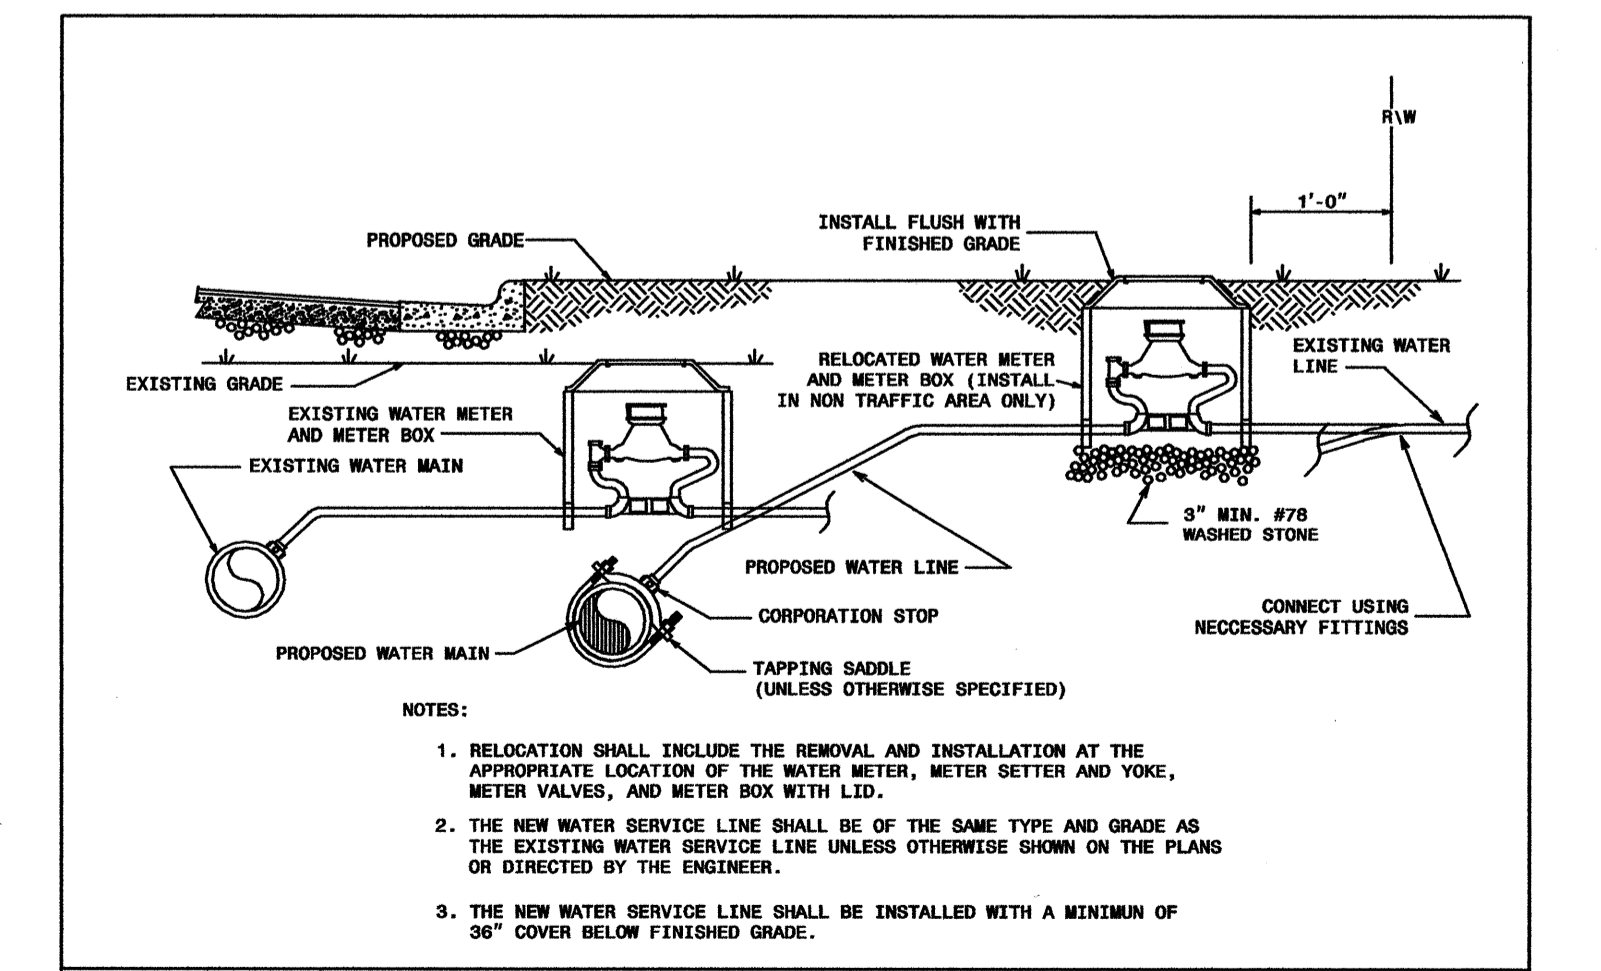 R\W
1'-0"
INSTALL FLUSH WITH
FINISHED GRADE
PROPOSED GRADE
EXISTING GRADE
RELOCATED WATER METER
AND METER BOX (INSTALL
IN NON TRAFFIC AREA ONLY)
EXISTING WATER
LINE
EXISTING WATER METER
AND METER BOX
EXISTING WATER MAIN
3" MIN. #78
WASHED STONE
PROPOSED WATER LINE
CORPORATION STOP
CONNECT USING
NECCESSARY FITTINGS
PROPOSED WATER MAIN
TAPPING SADDLE
(UNLESS OTHERWISE SPECIFIED)
NOTES:
1. RELOCATION SHALL INCLUDE THE REMOVAL AND INSTALLATION AT THE
APPROPRIATE LOCATION OF THE WATER METER, METER SETTER AND YOKE,
METER VALVES, AND METER BOX WITH LID.
2. THE NEW WATER SERVICE LINE SHALL BE OF THE SAME TYPE AND GRADE AS
THE EXISTING WATER SERVICE LINE UNLESS OTHERWISE SHOWN ON THE PLANS
OR DIRECTED BY THE ENGINEER.
3. THE NEW WATER SERVICE LINE SHALL BE INSTALLED WITH A MINIMUN OF
36" COVER BELOW FINISHED GRADE.